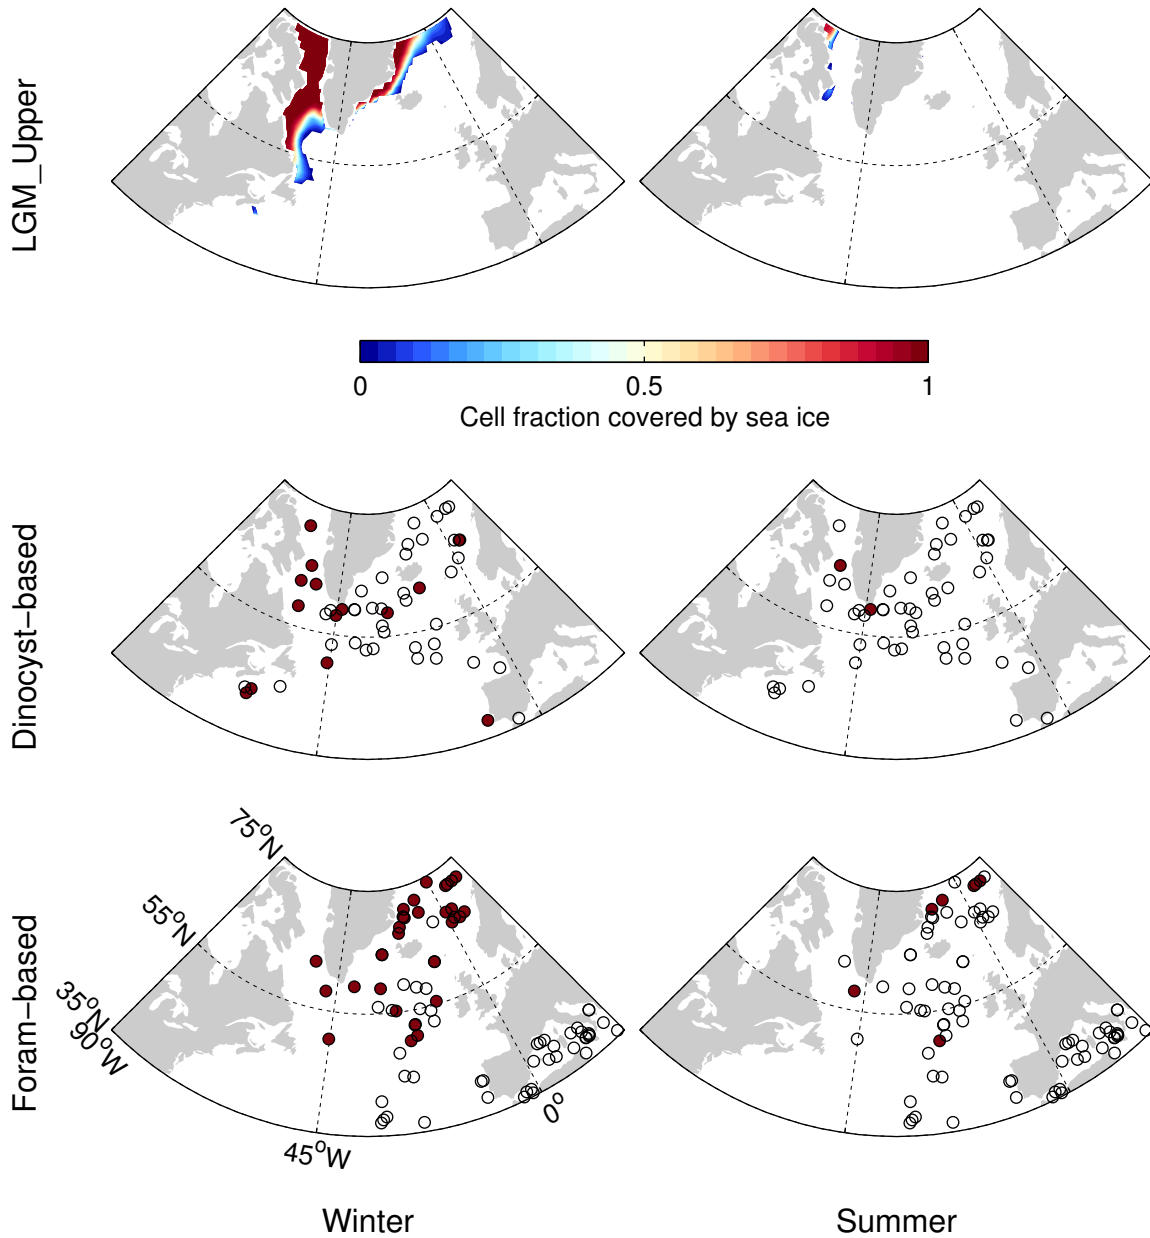 LGM_Upper
0
0.5
1
Cell fraction covered by sea ice
Dinocyst−based
Foram−based
75°N
55°N
35°N
90°W
45°W
0°
Winter
Summer